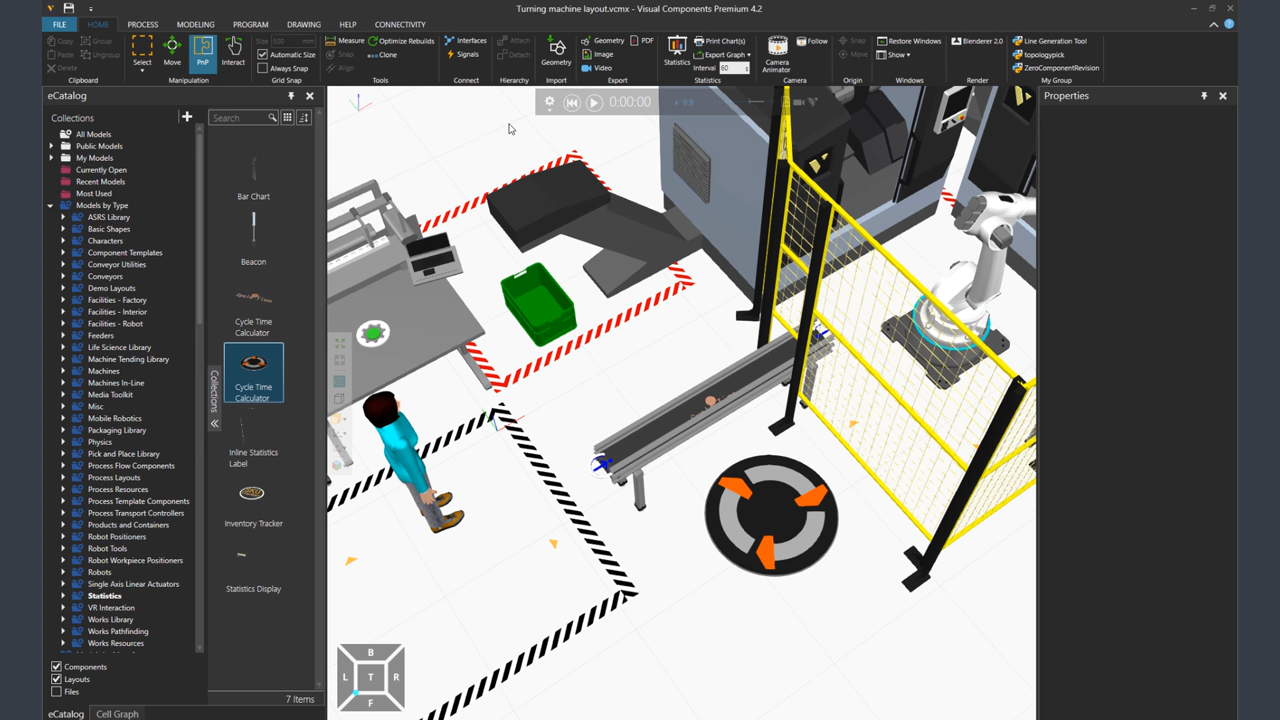 Turning machine layout.vcmx - Visual Components Premium 4.2
FILE HOME PROCESS MODELING PROGRAM DRAWING HELP CONNECTIVITY
Copy Group Size 500 mm Measure Optimize Rebuilds Interfaces Attach Geometry PDF Print Chart(s) Follow Snap Restore Windows Blenderer 2.0 Line Generation Tool
Paste Ungroup Automatic Size Snap Clone Signals Detach Image Export Graph Move Show topologypick
Delete Select Move PnP Interact Always Snap Align Geometry Video Statistics Interval 60 Camera Animator ZeroComponentRevision
Clipboard Manipulation Grid Snap Tools Connect Hierarchy Import Export Statistics Camera Origin Windows Render My Group
eCatalog
Properties
0:00:00
9.9
Collections
Search
All Models
Public Models
My Models
Currently Open
Recent Models
Most Used
Models by Type
ASRS Library
Basic Shapes
Characters
Component Templates
Conveyor Utilities
Conveyors
Demo Layouts
Facilities - Factory
Facilities - Interior
Facilities - Robot
Feeders
Life Science Library
Machine Tending Library
Machines
Machines In-Line
Media Toolkit
Misc
Mobile Robotics
Packaging Library
Physics
Pick and Place Library
Process Flow Components
Process Layouts
Process Resources
Process Template Components
Process Transport Controllers
Products and Containers
Robot Positioners
Robot Tools
Robot Workpiece Positioners
Robots
Single Axis Linear Actuators
Statistics
VR Interaction
Works Library
Works Pathfinding
Works Resources
Components
Layouts
Files
eCatalog Cell Graph
Bar Chart
Beacon
Cycle Time
Calculator
Cycle Time
Calculator
Inline Statistics
Label
Inventory Tracker
Statistics Display
7 Items
Collections
B
L T R
F